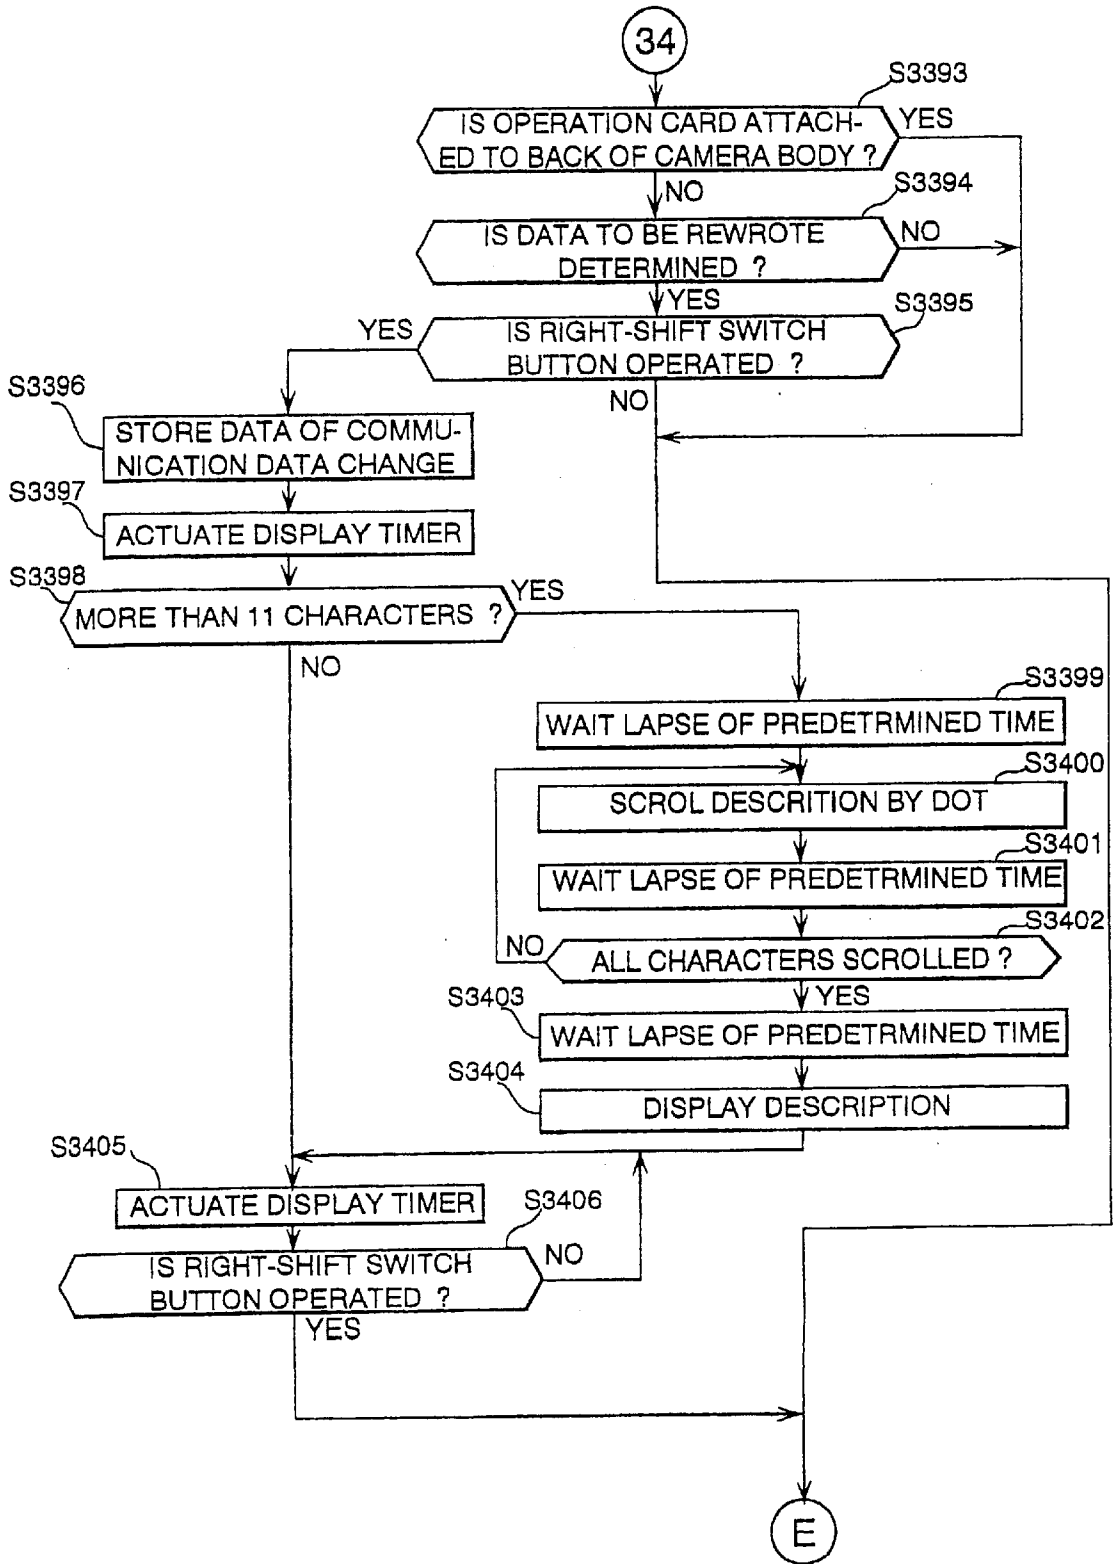 34
S3393
IS OPERATION CARD ATTACH-
ED TO BACK OF CAMERA BODY ?
YES
NO
S3394
IS DATA TO BE REWROTE
DETERMINED ?
NO
YES
S3395
IS RIGHT-SHIFT SWITCH
BUTTON OPERATED ?
YES
NO
S3396
STORE DATA OF COMMU-
NICATION DATA CHANGE
S3397
ACTUATE DISPLAY TIMER
S3398
MORE THAN 11 CHARACTERS ?
YES
NO
S3399
WAIT LAPSE OF PREDETRMINED TIME
S3400
SCROL DESCRITION BY DOT
S3401
WAIT LAPSE OF PREDETRMINED TIME
S3402
ALL CHARACTERS SCROLLED ?
NO
YES
S3403
WAIT LAPSE OF PREDETRMINED TIME
S3404
DISPLAY DESCRIPTION
S3405
ACTUATE DISPLAY TIMER
S3406
IS RIGHT-SHIFT SWITCH
BUTTON OPERATED ?
NO
YES
E